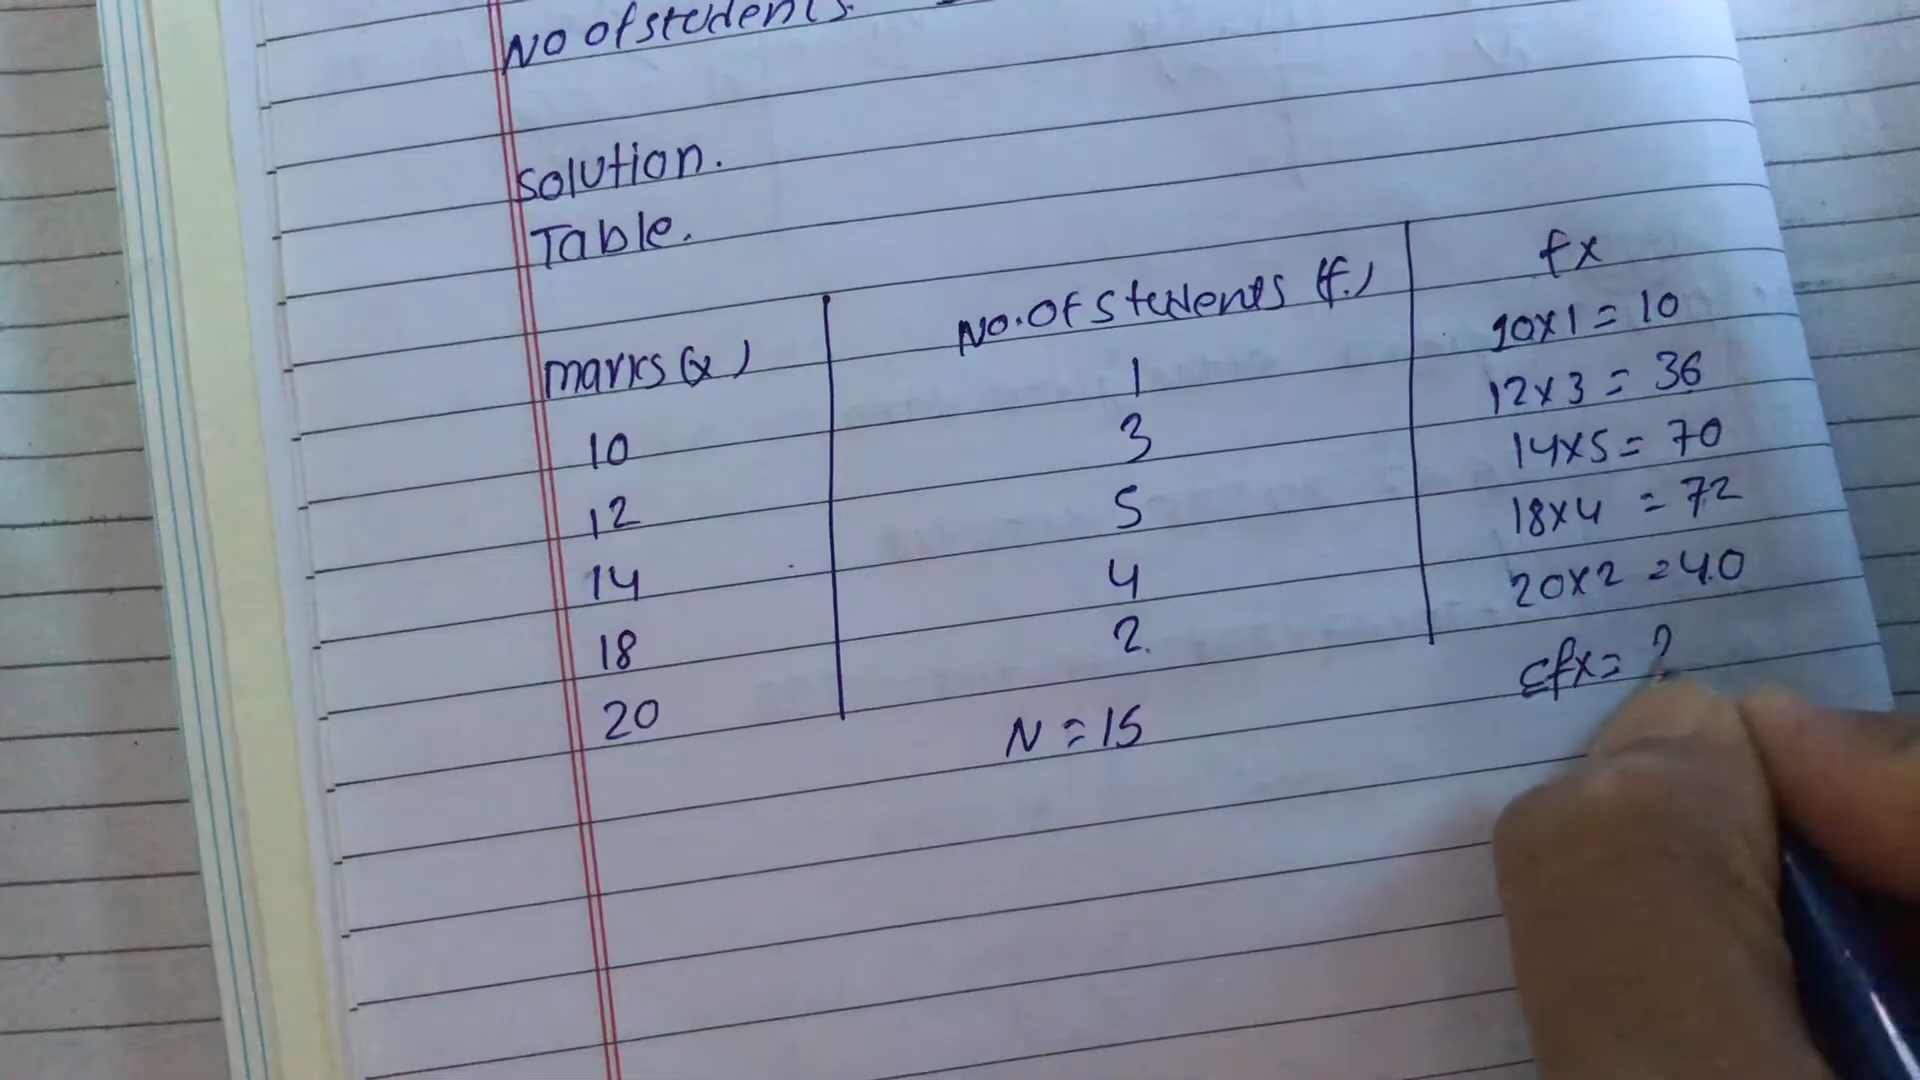 No of students.
Solution.
Table.
marks (x) No. of students (f) fx
10 1 10x1 = 10
12 3 12x3 = 36
14 5 14x5 = 70
18 4 18x4 = 72
20 2 20x2 = 40
N = 15 Σfx = ?